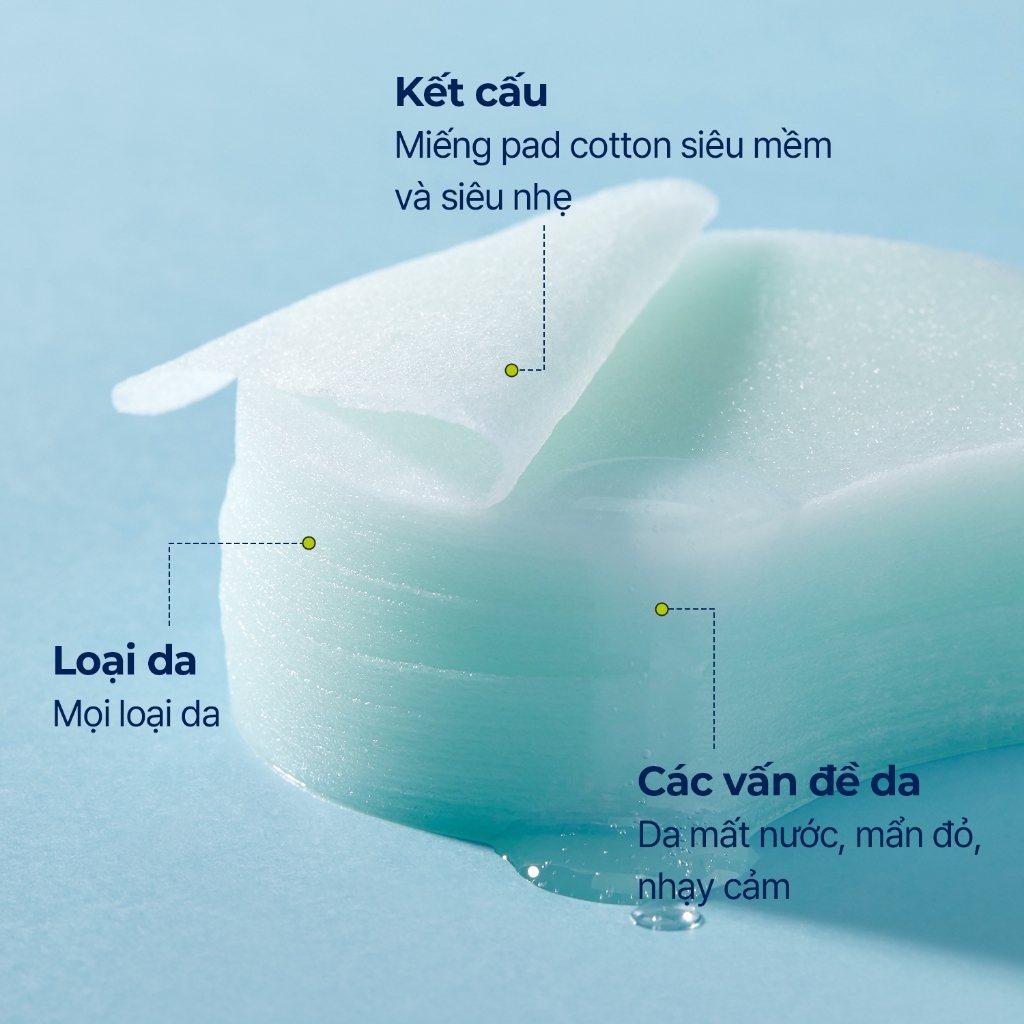 Kết cấu
Miếng pad cotton siêu mềm
và siêu nhẹ
Loại da
Mọi loại da
Các vấn đề da
Da mất nước, mẩn đỏ,
nhạy cảm